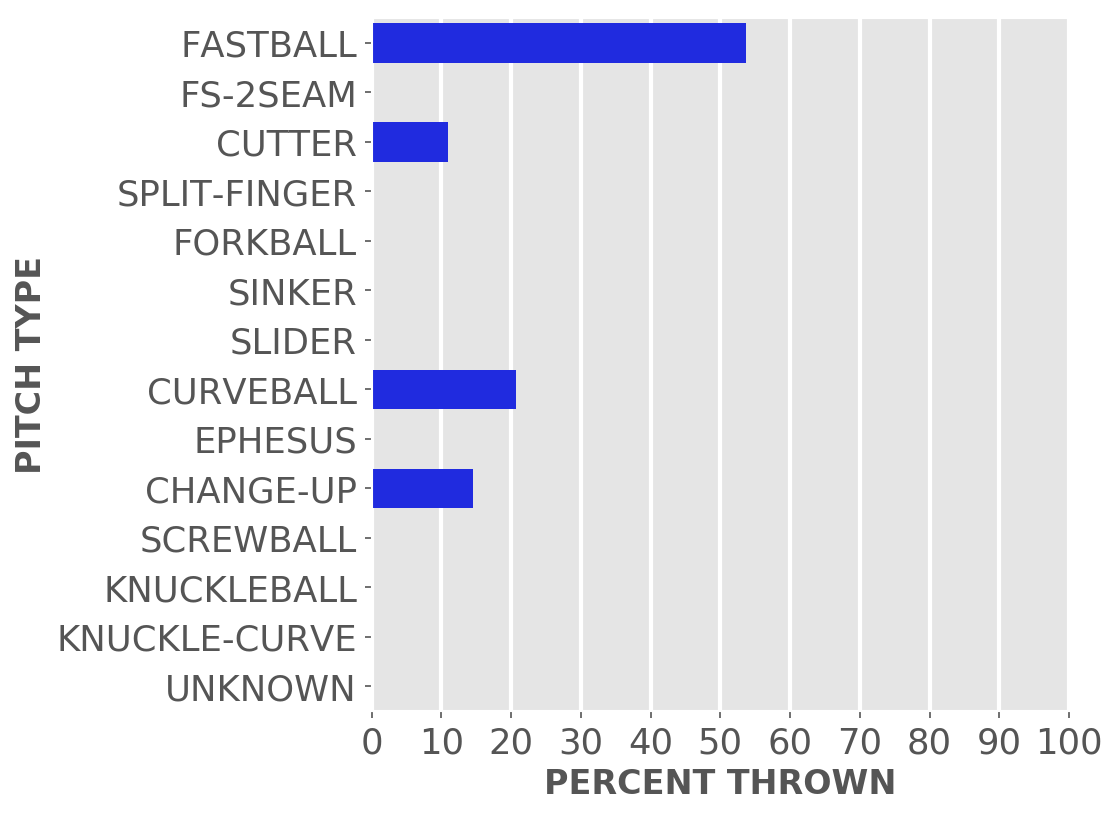 FASTBALL
FS-2SEAM
CUTTER
SPLIT-FINGER
FORKBALL
SINKER
SLIDER
CURVEBALL
EPHESUS
CHANGE-UP
SCREWBALL
KNUCKLEBALL
KNUCKLE-CURVE
UNKNOWN
PITCH TYPE
0 10 20 30 40 50 60 70 80 90 100
PERCENT THROWN